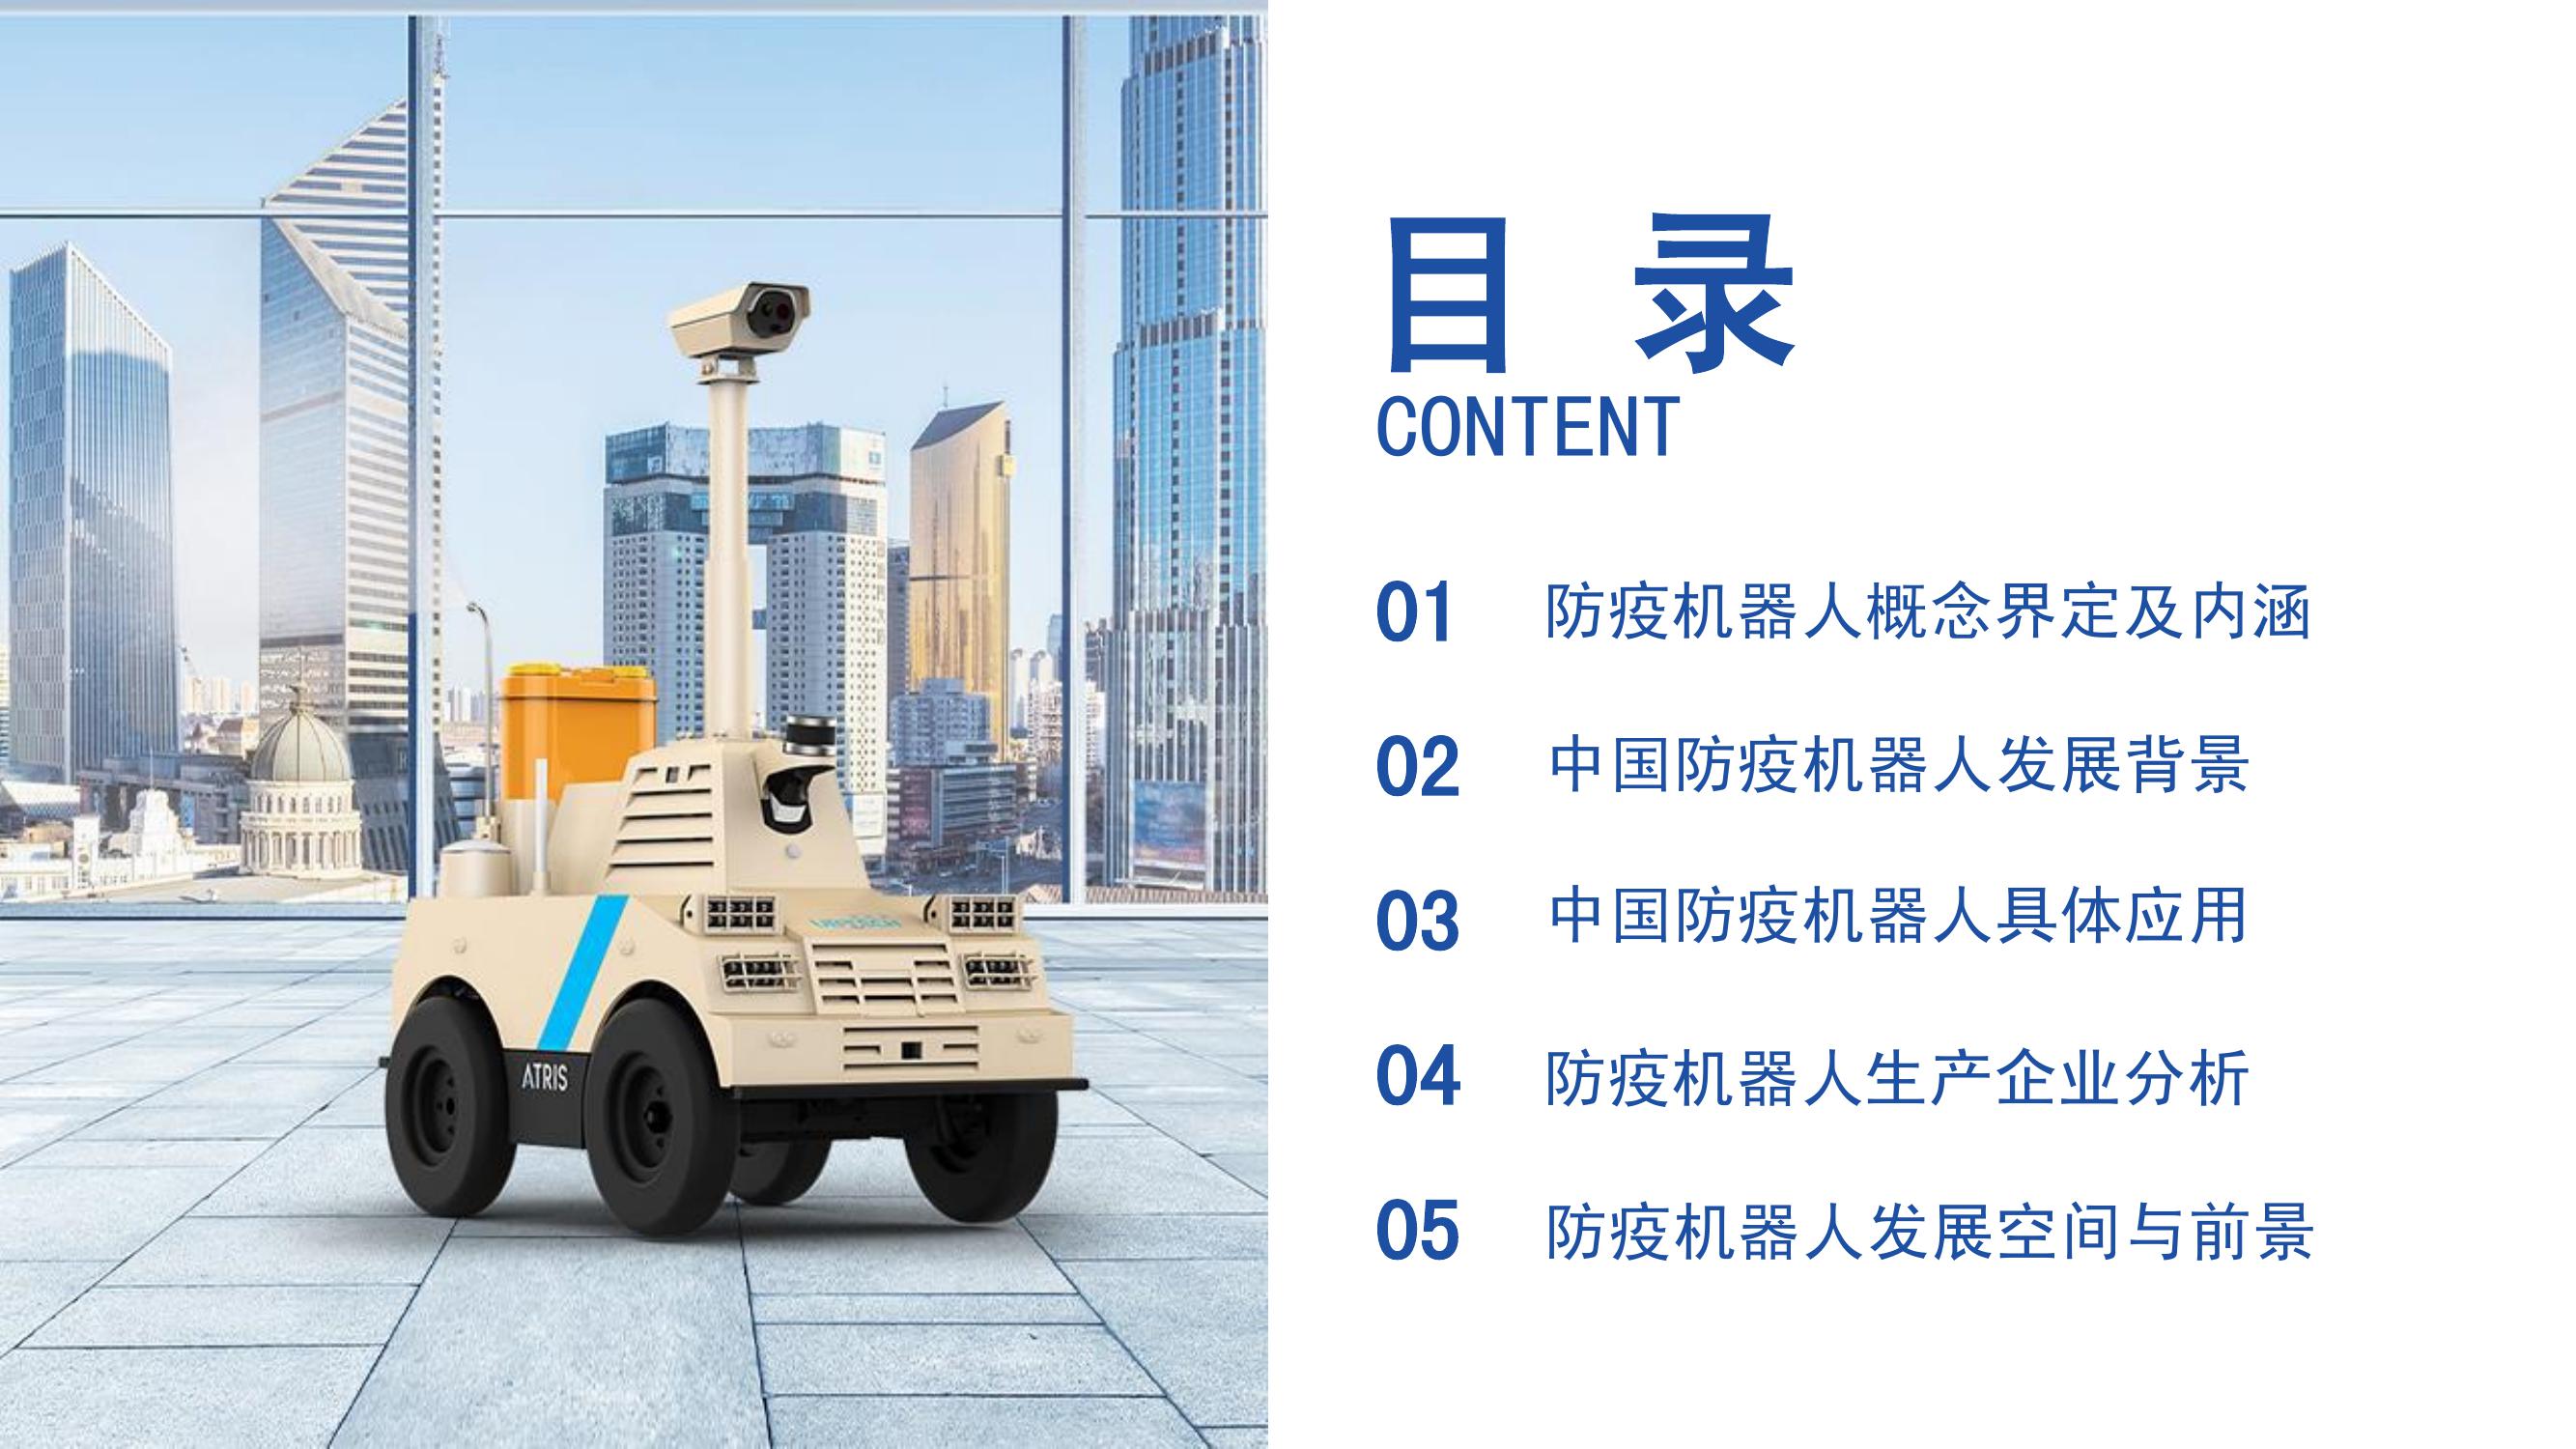 目 录
CONTENT
01 防疫机器人概念界定及内涵
02 中国防疫机器人发展背景
03 中国防疫机器人具体应用
04 防疫机器人生产企业分析
05 防疫机器人发展空间与前景
ATRIS